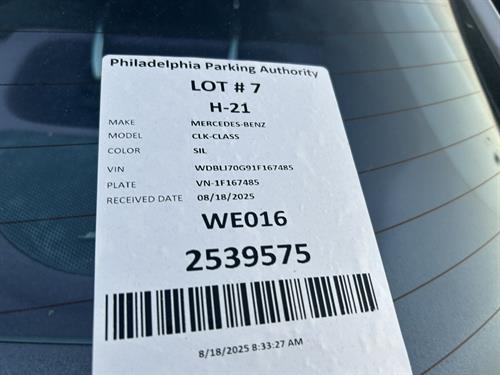 Philadelphia Parking Authority
LOT # 7
H-21
MAKE MERCEDES-BENZ
MODEL CLK-CLASS
COLOR SIL
VIN WDBLJ70G91F167485
PLATE VN-1F167485
RECEIVED DATE 08/18/2025
WE016
2539575
8/18/2025 8:33:27 AM